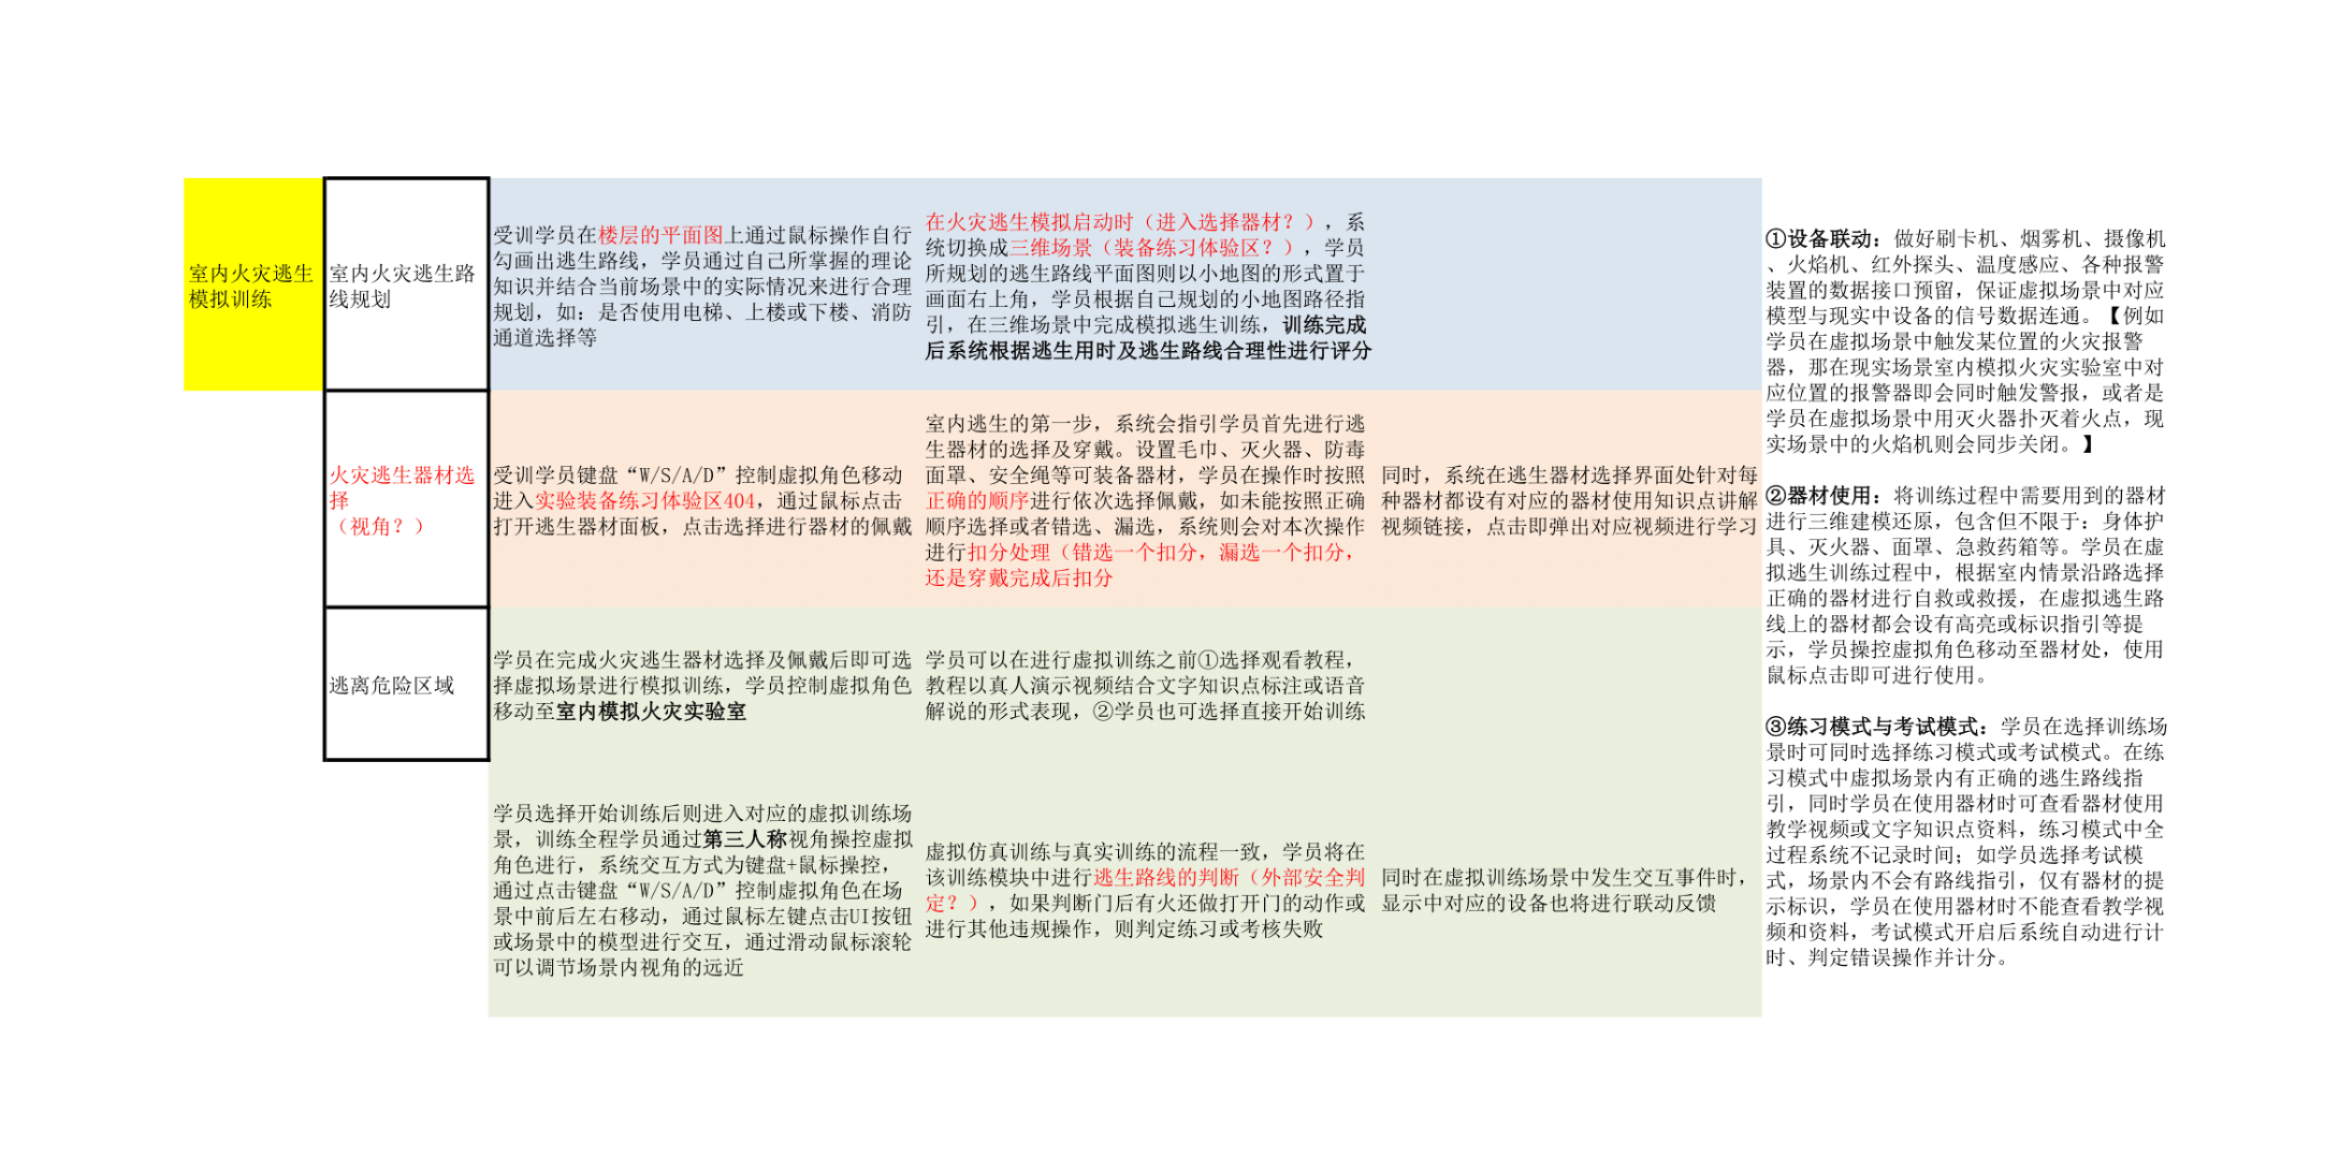 室内火灾逃生
模拟训练
室内火灾逃生路
线规划
受训学员在楼层的平面图上通过鼠标操作自行
勾画出逃生路线，学员通过自己所掌握的理论
知识并结合当前场景中的实际情况来进行合理
规划，如：是否使用电梯、上楼或下楼、消防
通道选择等
在火灾逃生模拟启动时（进入选择器材？），系
统切换成三维场景（装备练习体验区？），学员
所规划的逃生路线平面图则以小地图的形式置于
画面右上角，学员根据自己规划的小地图路径指
引，在三维场景中完成模拟逃生训练，训练完成
后系统根据逃生用时及逃生路线合理性进行评分
火灾逃生器材选
择
（视角？）
受训学员键盘“W/S/A/D”控制虚拟角色移动
进入实验装备练习体验区404，通过鼠标点击
打开逃生器材面板，点击选择进行器材的佩戴
室内逃生的第一步，系统会指引学员首先进行逃
生器材的选择及穿戴。设置毛巾、灭火器、防毒
面罩、安全绳等可装备器材，学员在操作时按照
正确的顺序进行依次选择佩戴，如未能按照正确
顺序选择或者错选、漏选，系统则会对本次操作
进行扣分处理（错选一个扣分，漏选一个扣分，
还是穿戴完成后扣分
同时，系统在逃生器材选择界面处针对每
种器材都设有对应的器材使用知识点讲解
视频链接，点击即弹出对应视频进行学习
逃离危险区域
学员在完成火灾逃生器材选择及佩戴后即可选
择虚拟场景进行模拟训练，学员控制虚拟角色
移动至室内模拟火灾实验室
学员可以在进行虚拟训练之前①选择观看教程，
教程以真人演示视频结合文字知识点标注或语音
解说的形式表现，②学员也可选择直接开始训练
学员选择开始训练后则进入对应的虚拟训练场
景，训练全程学员通过第三人称视角操控虚拟
角色进行，系统交互方式为键盘+鼠标操控，
通过点击键盘“W/S/A/D”控制虚拟角色在场
景中前后左右移动，通过鼠标左键点击UI按钮
或场景中的模型进行交互，通过滑动鼠标滚轮
可以调节场景内视角的远近
虚拟仿真训练与真实训练的流程一致，学员将在
该训练模块中进行逃生路线的判断（外部安全判
定？），如果判断门后有火还做打开门的动作或
进行其他违规操作，则判定练习或考核失败
同时在虚拟训练场景中发生交互事件时，
显示中对应的设备也将进行联动反馈
①设备联动：做好刷卡机、烟雾机、摄像机
、火焰机、红外探头、温度感应、各种报警
装置的数据接口预留，保证虚拟场景中对应
模型与现实中设备的信号数据连通。【例如
学员在虚拟场景中触发某位置的火灾报警
器，那在现实场景室内模拟火灾实验室中对
应位置的报警器即会同时触发警报，或者是
学员在虚拟场景中用灭火器扑灭着火点，现
实场景中的火焰机则会同步关闭。】
②器材使用：将训练过程中需要用到的器材
进行三维建模还原，包含但不限于：身体护
具、灭火器、面罩、急救药箱等。学员在虚
拟逃生训练过程中，根据室内情景沿路选择
正确的器材进行自救或救援，在虚拟逃生路
线上的器材都会设有高亮或标识指引等提
示，学员操控虚拟角色移动至器材处，使用
鼠标点击即可进行使用。
③练习模式与考试模式：学员在选择训练场
景时可同时选择练习模式或考试模式。在练
习模式中虚拟场景内有正确的逃生路线指
引，同时学员在使用器材时可查看器材使用
教学视频或文字知识点资料，练习模式中全
过程系统不记录时间；如学员选择考试模
式，场景内不会有路线指引，仅有器材的提
示标识，学员在使用器材时不能查看教学视
频和资料，考试模式开启后系统自动进行计
时、判定错误操作并计分。